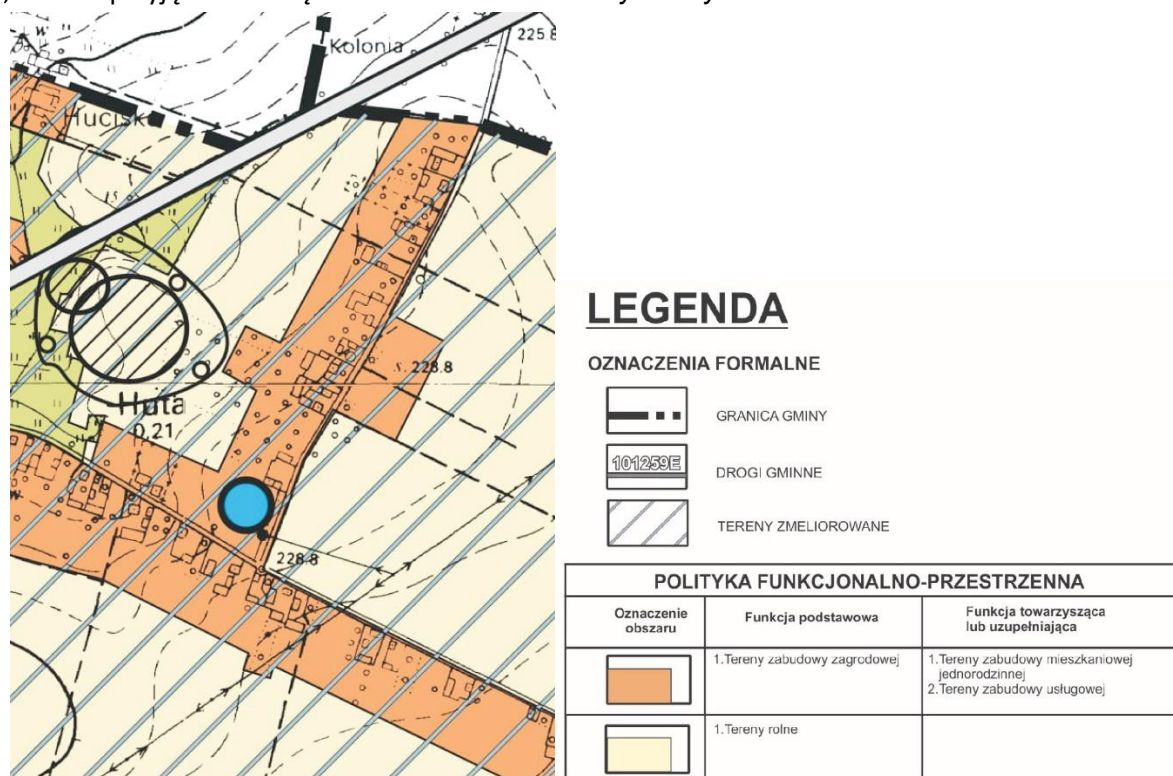 Kolonia
225.8
Hucisk
15
s. 228.8
Huta
0.21
228.8
LEGENDA
OZNACZENIA FORMALNE
GRANICA GMINY
101259E
DROGI GMINNE
TERENY ZMELIOROWANE
POLITYKA FUNKCJONALNO-PRZESTRZENNA
Oznaczenie obszaru
Funkcja podstawowa
Funkcja towarzysząca lub uzupełniająca
1.Tereny zabudowy zagrodowej
1.Tereny zabudowy mieszkaniowej
jednorodzinnej
2.Tereny zabudowy usługowej
1.Tereny rolne